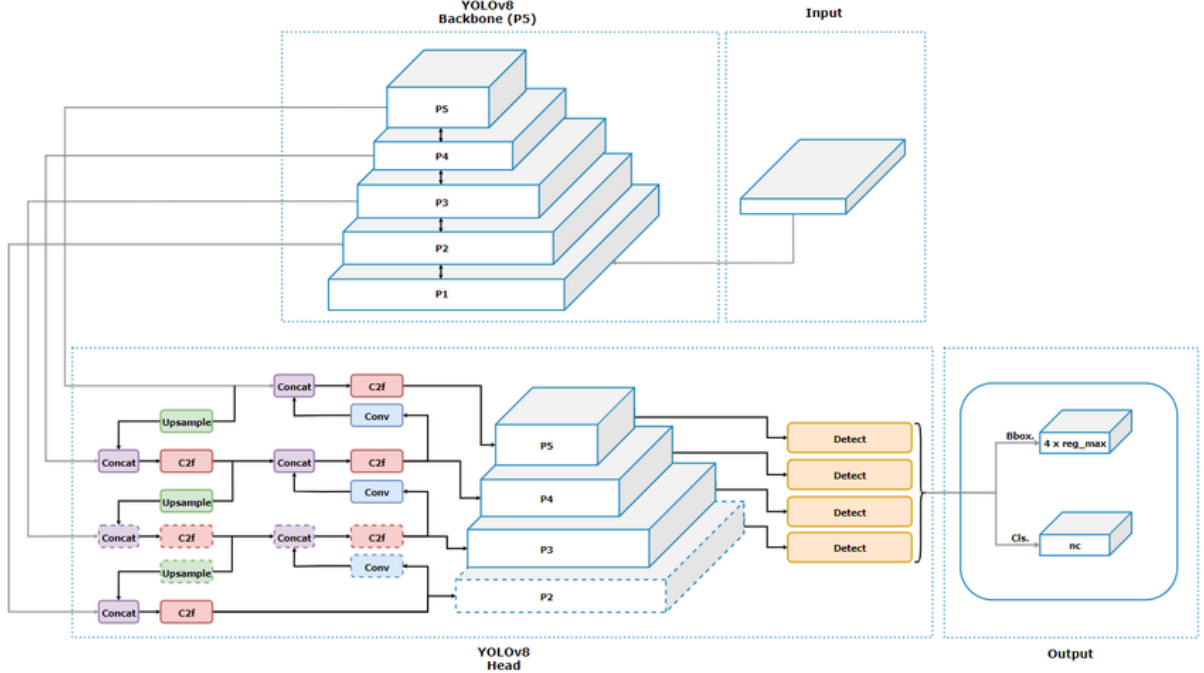 YOLOv8
Backbone (P5)
Input
P5
P4
P3
P2
P1
Concat
C2f
Upsample
Conv
Concat
C2f
Concat
C2f
Upsample
Conv
Concat
C2f
Concat
C2f
Upsample
Conv
Concat
C2f
P5
P4
P3
P2
Detect
Detect
Detect
Detect
Bbox.
4 x reg_max
Cls.
nc
YOLOv8
Head
Output